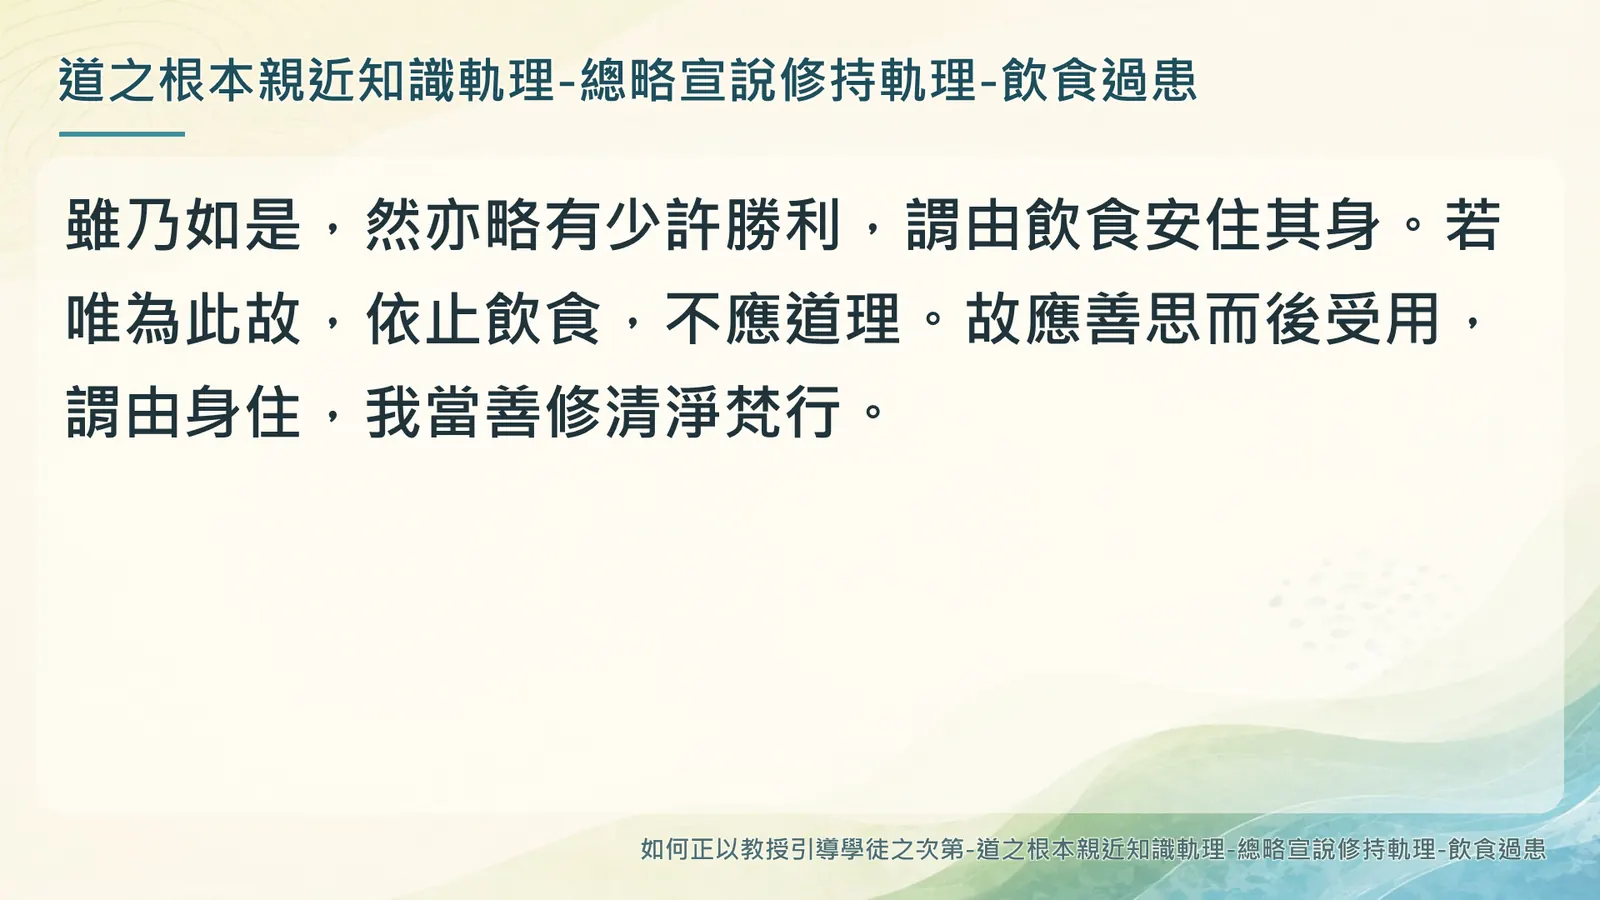 道之根本親近知識軌理-總略宣說修持軌理-飲食過患
雖乃如是，然亦略有少許勝利，謂由飲食安住其身。若
唯為此故，依止飲食，不應道理。故應善思而後受用，
謂由身住，我當善修清淨梵行。
如何正以教授引導學徒之次第-道之根本親近知識軌理-總略宣說修持軌理-飲食過患